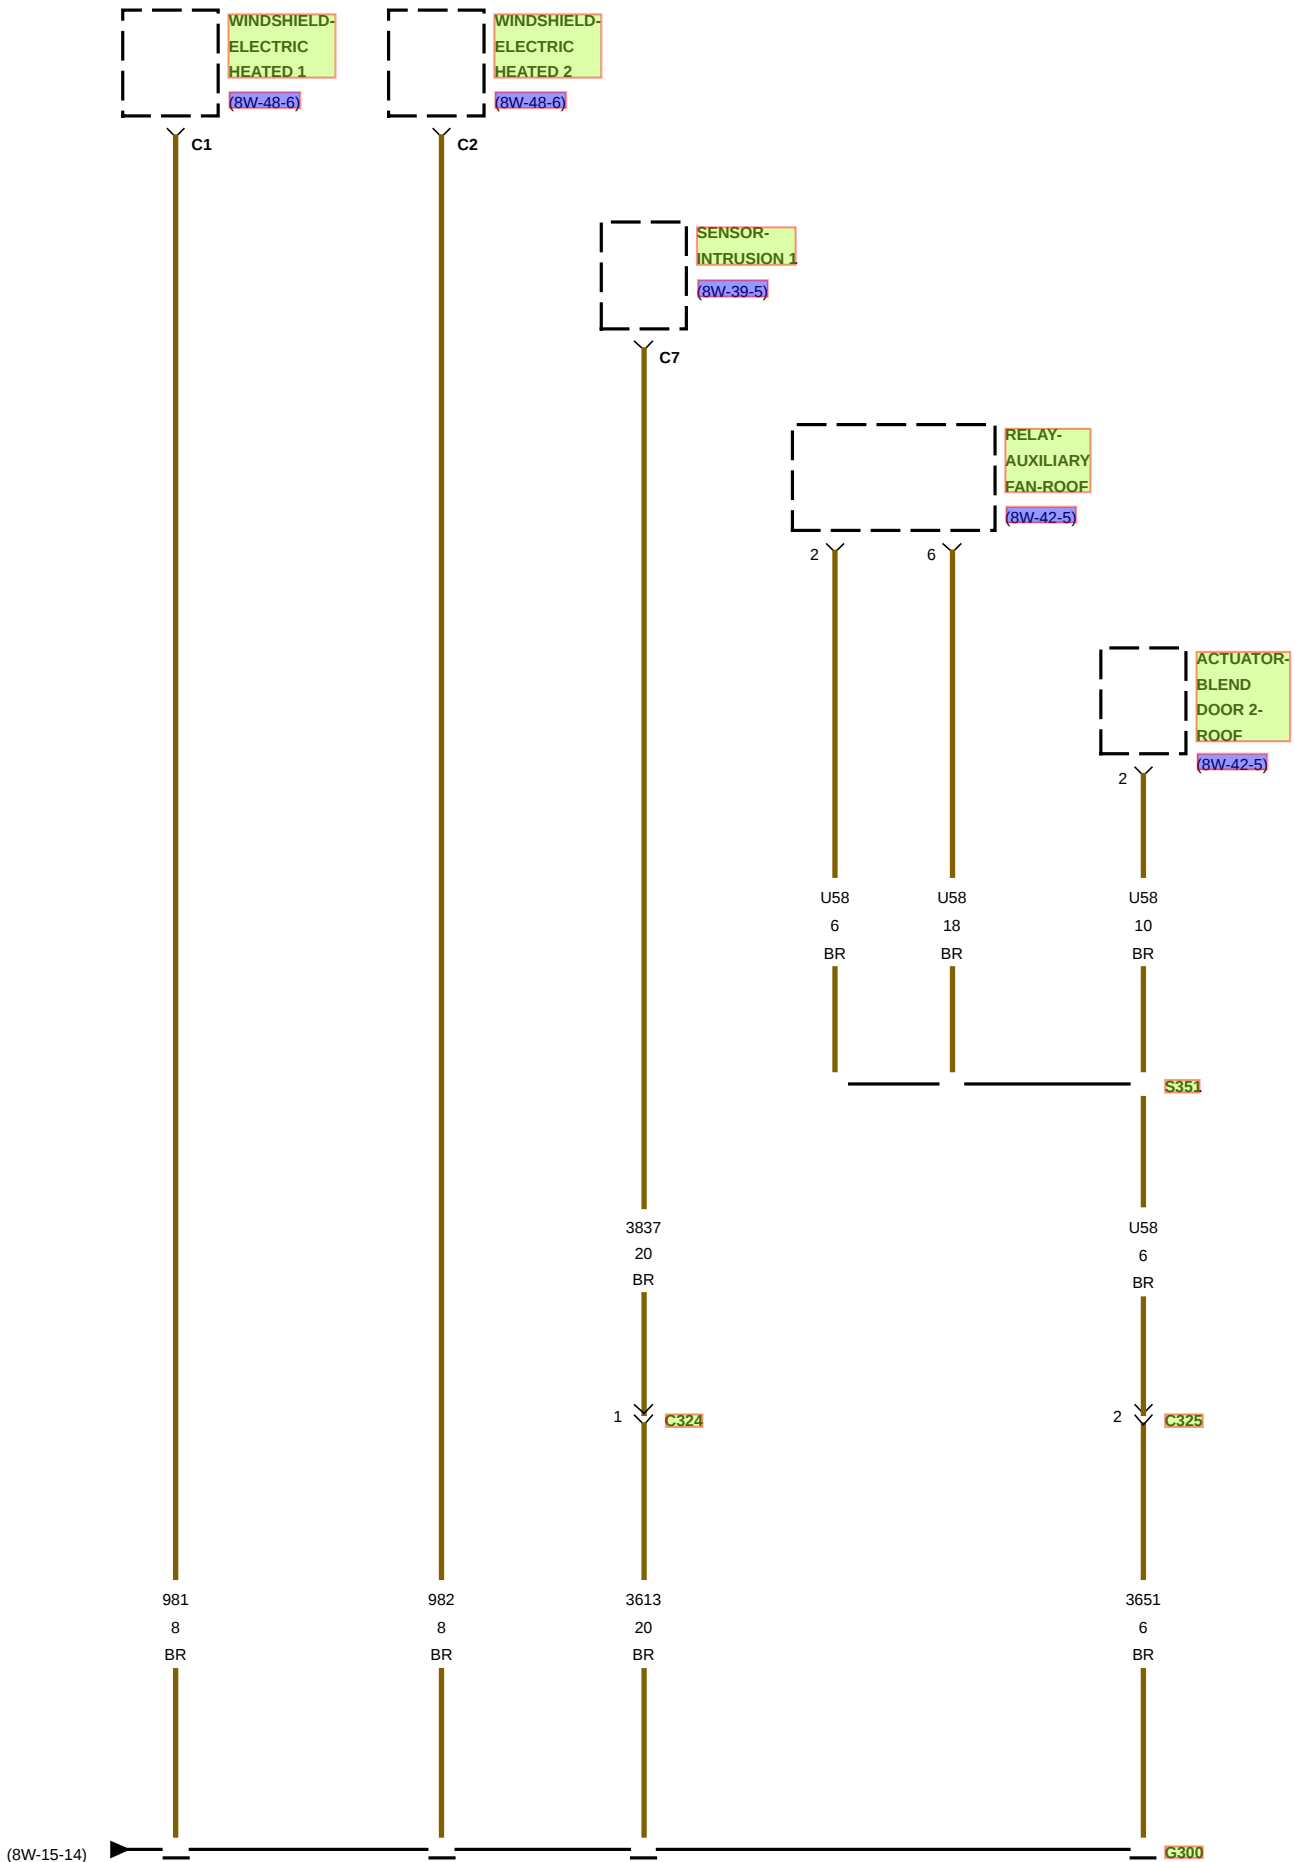 WINDSHIELD-
ELECTRIC
HEATED 1
(8W-48-6)
C1
WINDSHIELD-
ELECTRIC
HEATED 2
(8W-48-6)
C2
SENSOR-
INTRUSION 1
(8W-39-5)
C7
RELAY-
AUXILIARY
FAN-ROOF
(8W-42-5)
2
6
ACTUATOR-
BLEND
DOOR 2-
ROOF
(8W-42-5)
2
U58
6
BR
U58
18
BR
U58
10
BR
S351
3837
20
BR
U58
6
BR
1
C324
2
C325
981
8
BR
982
8
BR
3613
20
BR
3651
6
BR
(8W-15-14)
G300